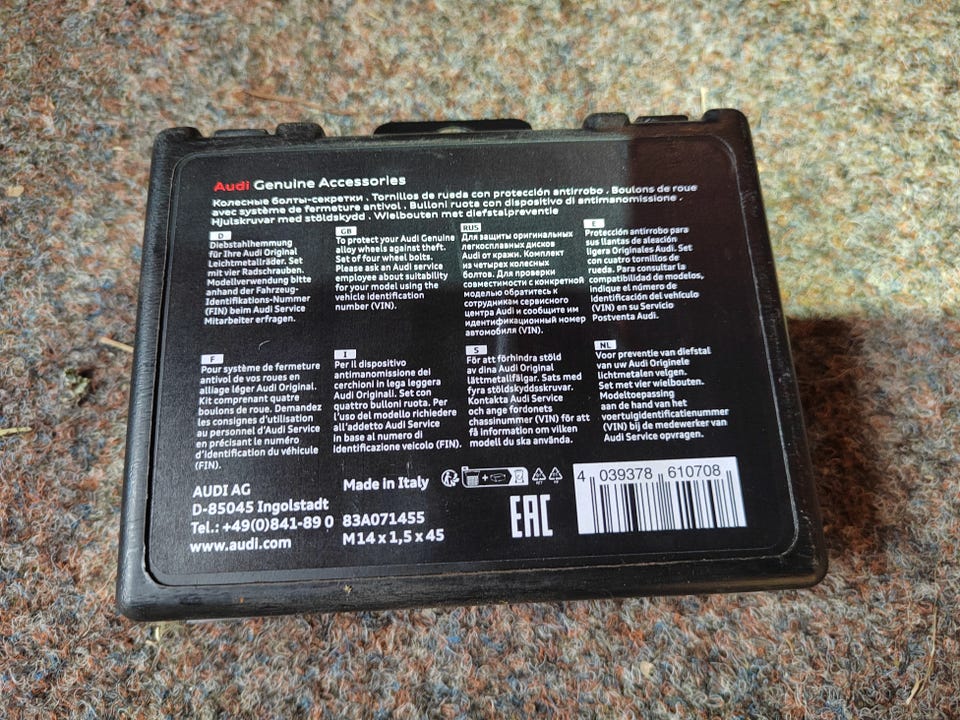 Audi Genuine Accessories
Колесные болты-секретки . Tornillos de rueda con protección antirrobo . Boulons de roue
avec système de fermeture antivol . Bulloni ruota con dispositivo di antimanomissione .
Hjulskruvar med stöldskydd . Wielbouten met diefstalpreventie
D
Diebstahlhemmung
für Ihre Audi Original
Leichtmetallräder. Set
mit vier Radschrauben.
Modellverwendung bitte
anhand der Fahrzeug-
Identifikations-Nummer
(FIN) beim Audi Service
Mitarbeiter erfragen.
GB
To protect your Audi Genuine
alloy wheels against theft.
Set of four wheel bolts.
Please ask an Audi service
employee about suitability
for your model using the
vehicle identification
number (VIN).
RUS
Для защиты оригинальных
легкосплавных дисков
Audi от кражи. Комплект
из четырех колесных
болтов. Для проверки
совместимости с конкретной
моделью обратитесь к
сотрудникам сервисного
центра Audi и сообщите им
идентификационный номер
автомобиля (VIN).
E
Protección antirrobo para
sus llantas de aleación
ligera Originales Audi. Set
con cuatro tornillos de
rueda. Para consultar la
compatibilidad de modelos,
indique el número de
identificación del vehículo
(VIN) en su Servicio
Postventa Audi.
F
Pour système de fermeture
antivol de vos roues en
alliage léger Audi Original.
Kit comprenant quatre
boulons de roue. Demandez
les consignes d'utilisation
au personnel d'Audi Service
en précisant le numéro
d'identification du véhicule
(FIN).
I
Per il dispositivo
antimanomissione dei
cerchioni in lega leggera
Audi Originali. Set con
quattro bulloni ruota. Per
l'uso del modello richiedere
all'addetto Audi Service
in base al numero di
identificazione veicolo (FIN).
S
För att förhindra stöld
av dina Audi Original
lättmetallfälgar. Sats med
fyra stöldskyddsskruvar.
Kontakta Audi Service
och ange fordonets
chassinummer (VIN) för att
få information om vilken
modell du ska använda.
NL
Voor preventie van diefstal
van uw Audi Originele
lichtmetalen velgen.
Set met vier wielbouten.
Modeltoepassing
aan de hand van het
voertuigidentificatienummer
(VIN) bij de medewerker van
Audi Service opvragen.
AUDI AG
D-85045 Ingolstadt
Tel.: +49(0)841-89 0
www.audi.com
Made in Italy
83A071455
M14 x 1,5 x 45
EAC
4 039378 610708